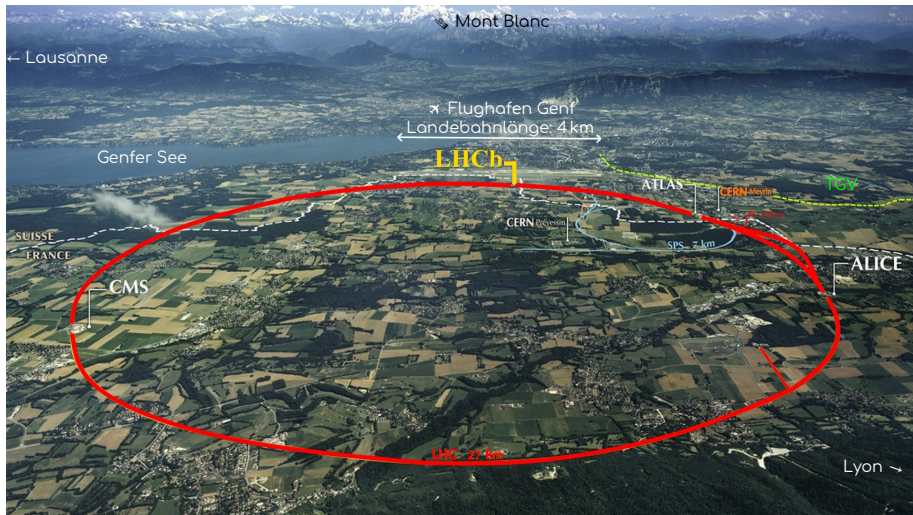 Mont Blanc
← Lausanne
✈ Flughafen Genf
Landebahnlänge: 4 km
Genfer See
LHCb
ATLAS
CERN Meyrin
TGV
CERN Prévessin
SUISSE
FRANCE
SPS 7 km
ALICE
CMS
LHC 27 km
Lyon →